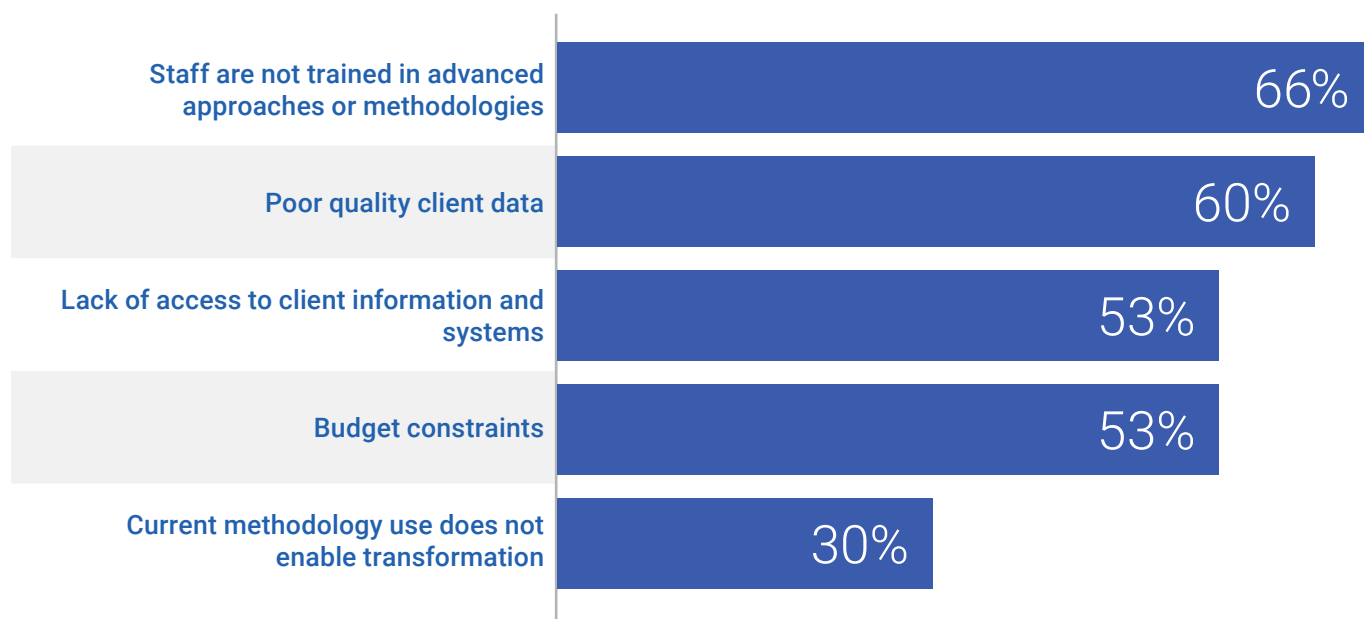 Staff are not trained in advanced
approaches or methodologies
66%
Poor quality client data
60%
Lack of access to client information and
systems
53%
Budget constraints
53%
Current methodology use does not
enable transformation
30%